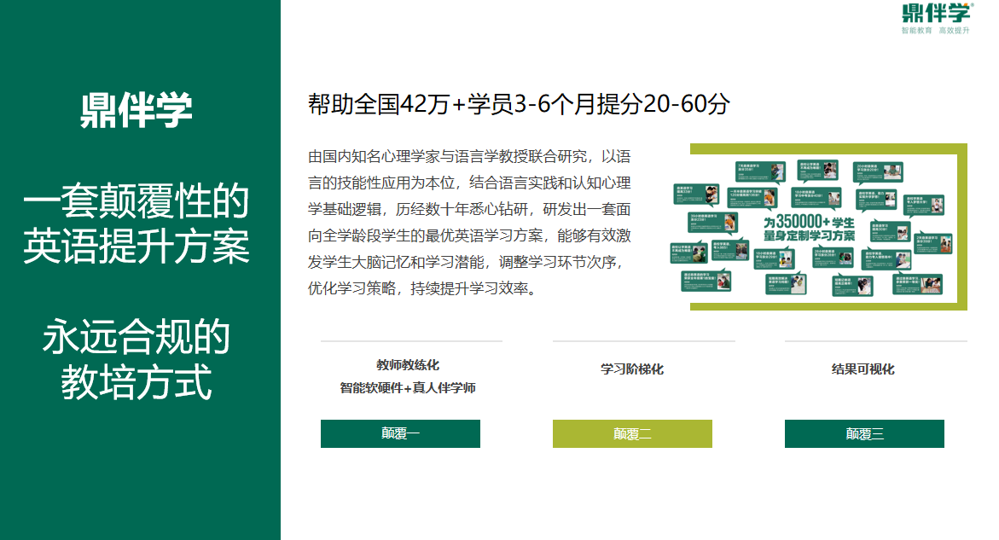 鼎伴学
智能教育 高效提升
鼎伴学
一套颠覆性的
英语提升方案
永远合规的
教培方式
帮助全国42万+学员3-6个月提分20-60分
由国内知名心理学家与语言学教授联合研究，以语
言的技能性应用为本位，结合语言实践和认知心理
学基础逻辑，历经数十年悉心钻研，研发出一套面
向全学龄段学生的最优英语学习方案，能够有效激
发学生大脑记忆和学习潜能，调整学习环节次序，
优化学习策略，持续提升学习效率。
为350000+学生
量身定制学习方案
教师教练化
智能软硬件+真人伴学师
颠覆一
学习阶梯化
颠覆二
结果可视化
颠覆三